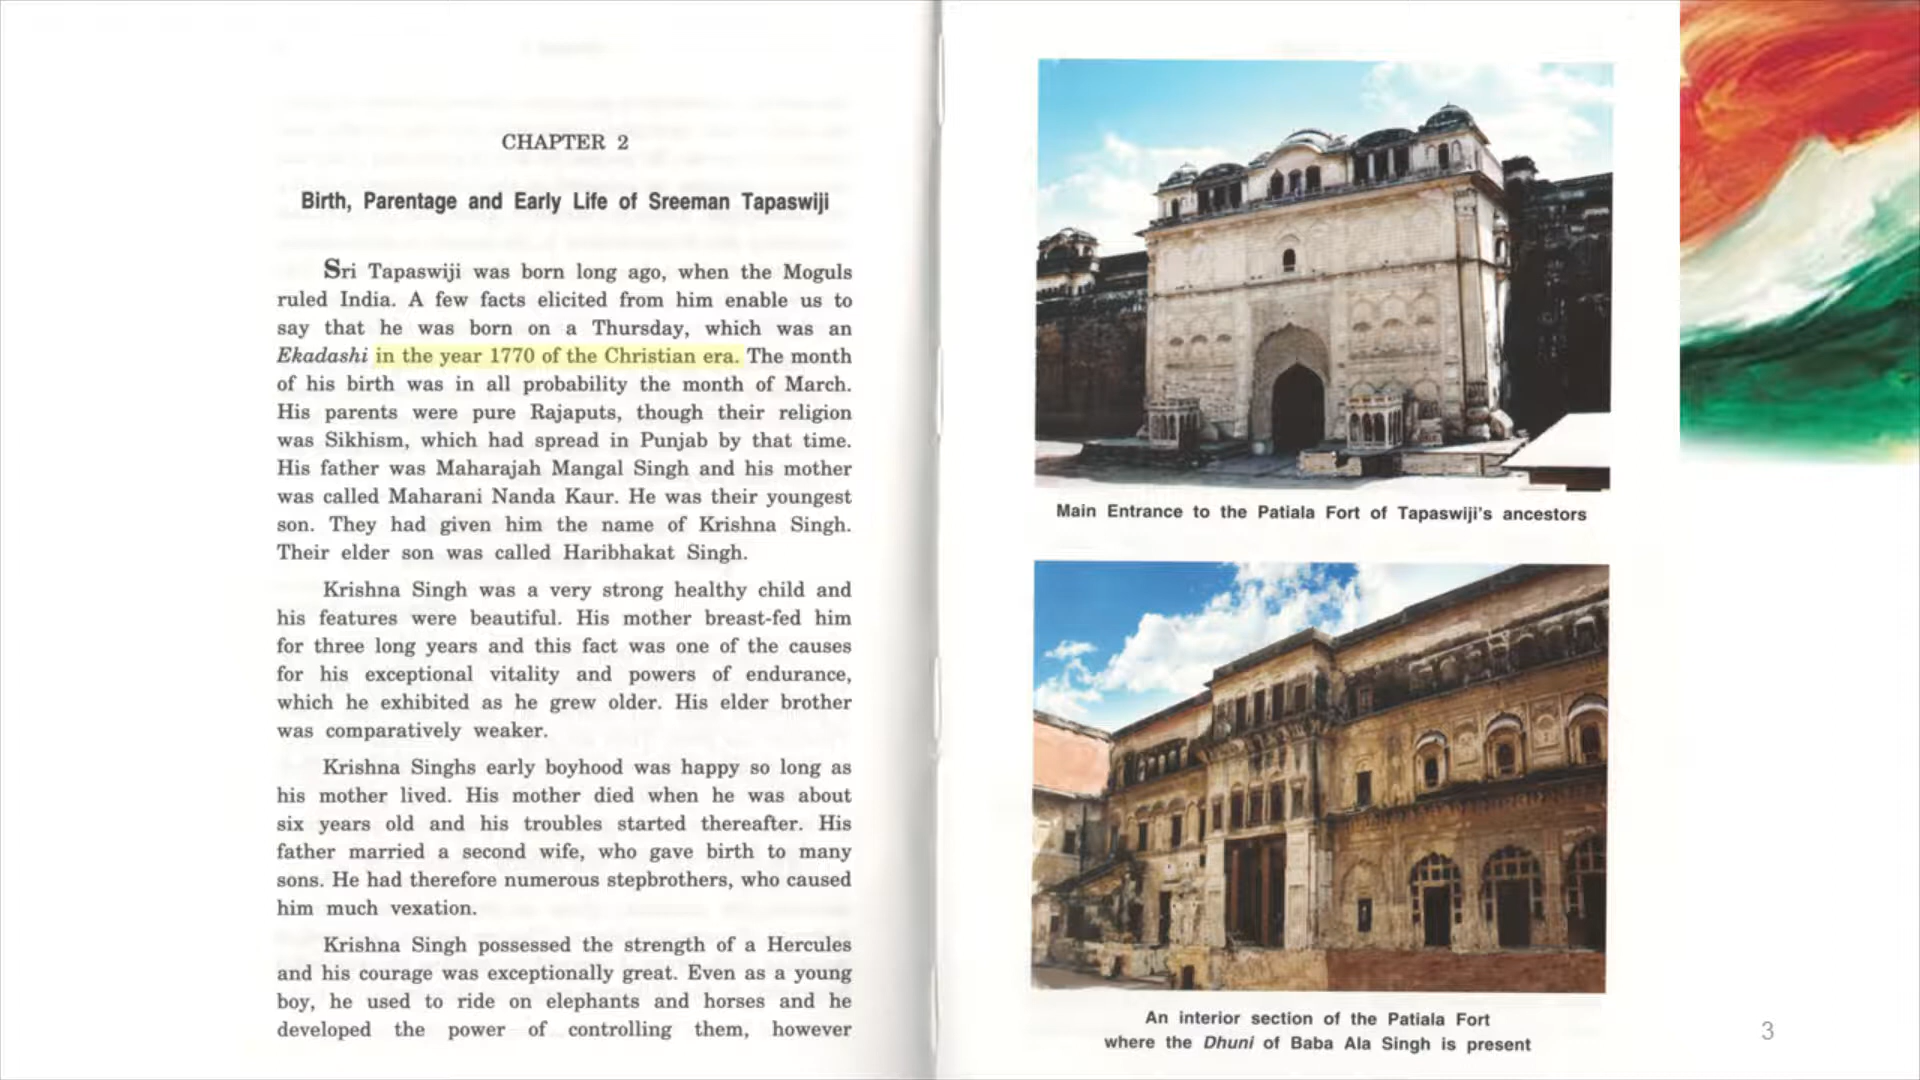 CHAPTER 2
Birth, Parentage and Early Life of Sreeman Tapaswiji
Sri Tapaswiji was born long ago, when the Moguls
ruled India. A few facts elicited from him enable us to
say that he was born on a Thursday, which was an
Ekadashi in the year 1770 of the Christian era. The month
of his birth was in all probability the month of March.
His parents were pure Rajaputs, though their religion
was Sikhism, which had spread in Punjab by that time.
His father was Maharajah Mangal Singh and his mother
was called Maharani Nanda Kaur. He was their youngest
son. They had given him the name of Krishna Singh.
Their elder son was called Haribhakat Singh.
Krishna Singh was a very strong healthy child and
his features were beautiful. His mother breast-fed him
for three long years and this fact was one of the causes
for his exceptional vitality and powers of endurance,
which he exhibited as he grew older. His elder brother
was comparatively weaker.
Krishna Singhs early boyhood was happy so long as
his mother lived. His mother died when he was about
six years old and his troubles started thereafter. His
father married a second wife, who gave birth to many
sons. He had therefore numerous stepbrothers, who caused
him much vexation.
Krishna Singh possessed the strength of a Hercules
and his courage was exceptionally great. Even as a young
boy, he used to ride on elephants and horses and he
developed the power of controlling them, however
Main Entrance to the Patiala Fort of Tapaswiji's ancestors
An interior section of the Patiala Fort
where the Dhuni of Baba Ala Singh is present
3